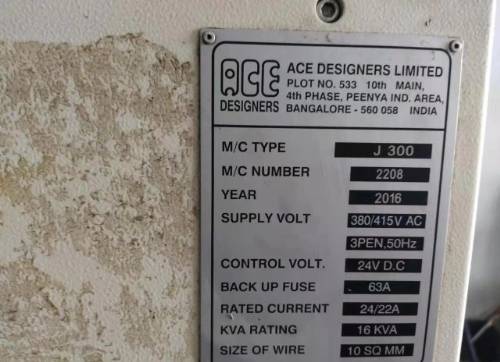 ACE
DESIGNERS
ACE DESIGNERS LIMITED
PLOT NO. 533 10th MAIN,
4th PHASE, PEENYA IND. AREA,
BANGALORE - 560 058 INDIA
M/C TYPE J 300
M/C NUMBER 2208
YEAR 2016
SUPPLY VOLT 380/415V AC
3PEN,50Hz
CONTROL VOLT. 24V D.C
BACK UP FUSE 63A
RATED CURRENT 24/22A
KVA RATING 16 KVA
SIZE OF WIRE 10 SQ MM